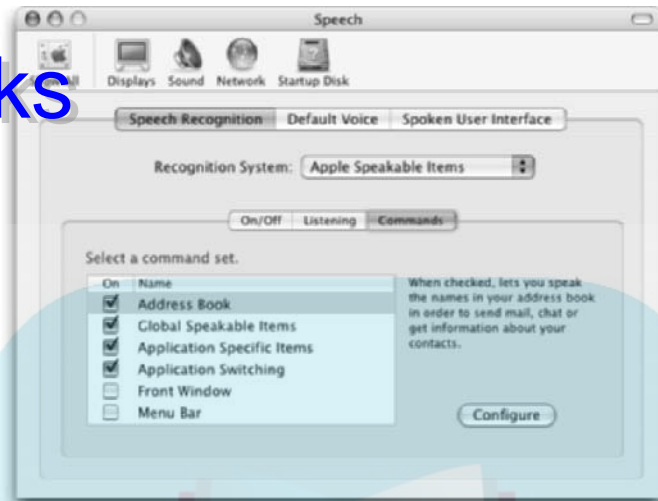 Speech
ks
All
Displays Sound Network Startup Disk
Speech Recognition Default Voice Spoken User Interface
Recognition System: Apple Speakable Items
On/Off Listening Commands
Select a command set.
On Name
Address Book
Global Speakable Items
Application Specific Items
Application Switching
Front Window
Menu Bar
When checked, lets you speak
the names in your address book
in order to send mail, chat or
get information about your
contacts.
Configure